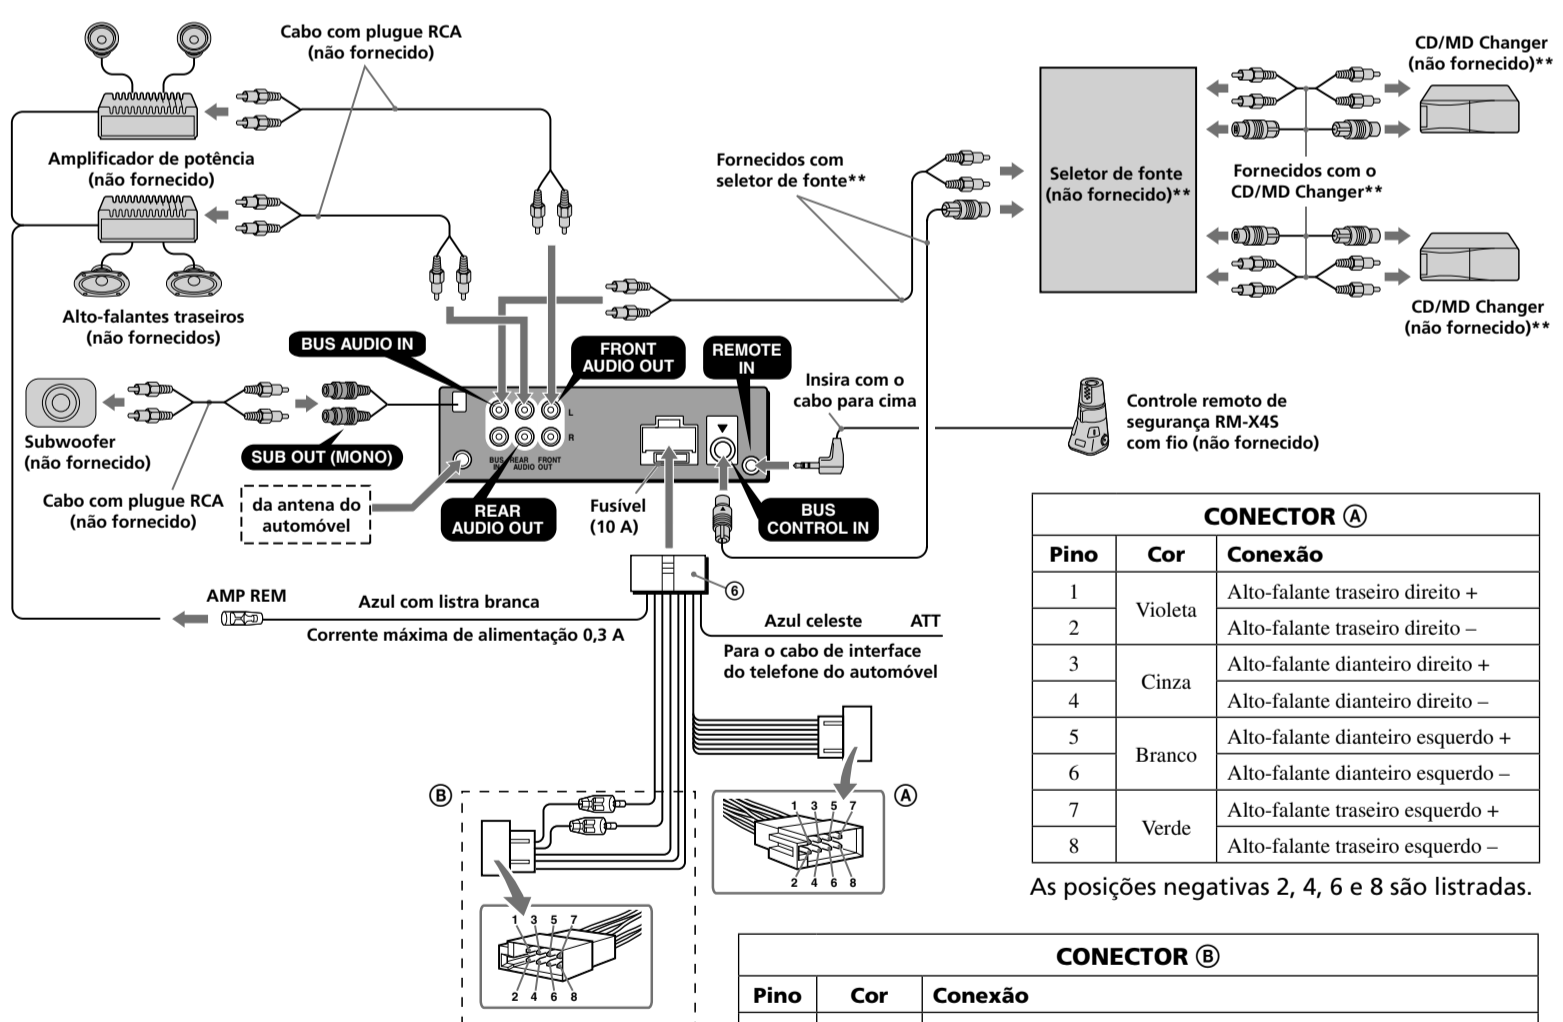 Cabo com plugue RCA
(não fornecido)
CD/MD Changer
(não fornecido)**
Amplificador de potência
(não fornecido)
Fornecidos com
seletor de fonte**
Seletor de fonte
(não fornecido)**
Fornecidos com o
CD/MD Changer**
Alto-falantes traseiros
(não fornecidos)
CD/MD Changer
(não fornecido)**
BUS AUDIO IN
FRONT
AUDIO OUT
REMOTE
IN
Insira com o
cabo para cima
Controle remoto de
segurança RM-X4S
com fio (não fornecido)
L
R
BUS REAR FRONT
IN AUDIO OUT
Subwoofer
(não fornecido)
SUB OUT (MONO)
Cabo com plugue RCA
(não fornecido)
da antena do
automóvel
REAR
AUDIO OUT
Fusível
(10 A)
BUS
CONTROL IN
6
AMP REM
Azul com listra branca
Corrente máxima de alimentação 0,3 A
Azul celeste ATT
Para o cabo de interface
do telefone do automóvel
B
A
1 3 5 7
2 4 6 8
1 3 5 7
2 4 6 8
CONECTOR A
Pino Cor Conexão
1 Violeta Alto-falante traseiro direito +
2 Alto-falante traseiro direito –
3 Cinza Alto-falante dianteiro direito +
4 Alto-falante dianteiro direito –
5 Branco Alto-falante dianteiro esquerdo +
6 Alto-falante dianteiro esquerdo –
7 Verde Alto-falante traseiro esquerdo +
8 Alto-falante traseiro esquerdo –
As posições negativas 2, 4, 6 e 8 são listradas.
CONECTOR B
Pino Cor Conexão